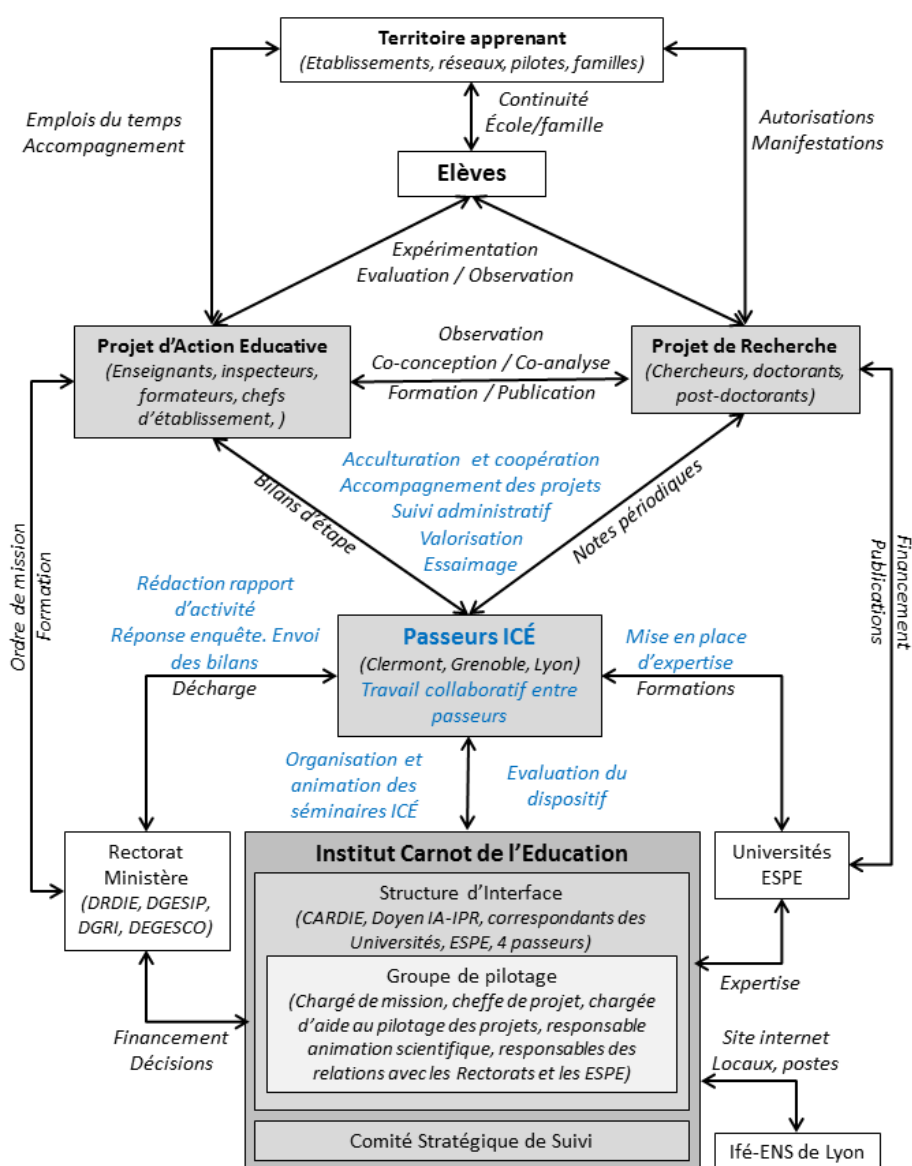 Territoire apprenant
(Etablissements, réseaux, pilotes, familles)
Emplois du temps
Accompagnement
Continuité
École/famille
Autorisations
Manifestations
Elèves
Expérimentation
Evaluation / Observation
Projet d’Action Educative
(Enseignants, inspecteurs,
formateurs, chefs
d’établissement, )
Observation
Co-conception / Co-analyse
Formation / Publication
Projet de Recherche
(Chercheurs, doctorants,
post-doctorants)
Ordre de mission
Formation
Bilans d’étape
Acculturation et coopération
Accompagnement des projets
Suivi administratif
Valorisation
Essaimage
Notes périodiques
Financement
Publications
Rédaction rapport
d’activité
Réponse enquête. Envoi
des bilans
Décharge
Passeurs ICÉ
(Clermont, Grenoble, Lyon)
Travail collaboratif entre
passeurs
Mise en place
d’expertise
Formations
Organisation et
animation des
séminaires ICÉ
Evaluation du
dispositif
Rectorat
Ministère
(DRDIE, DGESIP,
DGRI, DEGESCO)
Institut Carnot de l’Education
Structure d’Interface
(CARDIE, Doyen IA-IPR, correspondants des
Universités, ESPE, 4 passeurs)
Groupe de pilotage
(Chargé de mission, cheffe de projet, chargée
d’aide au pilotage des projets, responsable
animation scientifique, responsables des
relations avec les Rectorats et les ESPE)
Comité Stratégique de Suivi
Universités
ESPE
Expertise
Financement
Décisions
Site internet
Locaux, postes
Ifé-ENS de Lyon